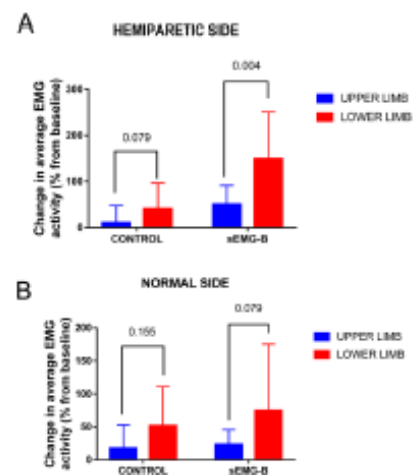 A
HEMIPARETIC SIDE
0.004
0.079
UPPER LIMB
LOWER LIMB
Change in average EMG
activity (% from baseline)
300
200
100
0
CONTROL
sEMG-B
B
NORMAL SIDE
0.155
0.079
UPPER LIMB
LOWER LIMB
Change in average EMG
activity (% from baseline)
200
150
100
50
0
CONTROL
sEMG-B